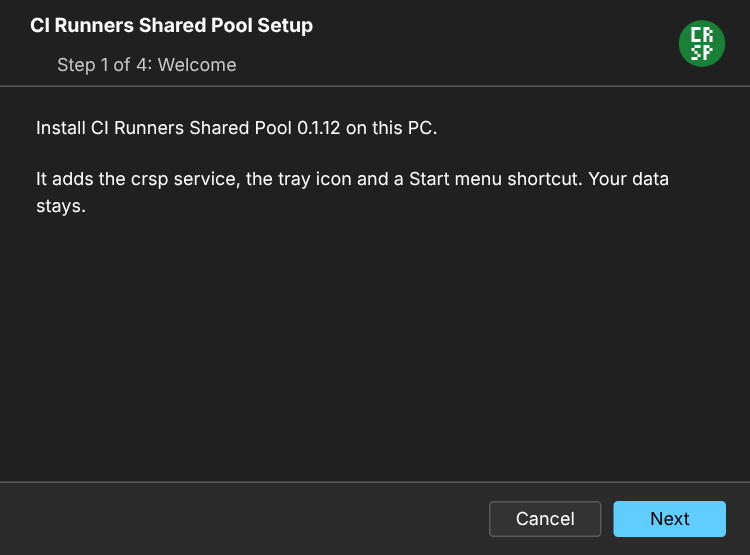 CI Runners Shared Pool Setup
Step 1 of 4: Welcome
CR
SP
Install CI Runners Shared Pool 0.1.12 on this PC.
It adds the crsp service, the tray icon and a Start menu shortcut. Your data
stays.
Cancel
Next